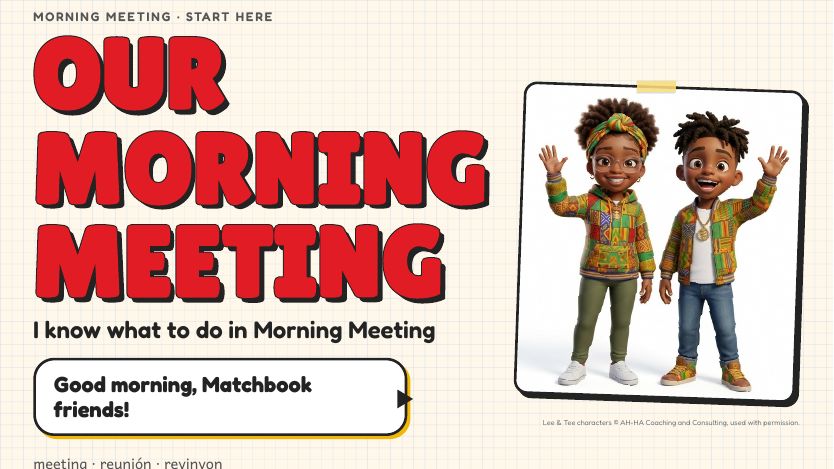 MORNING MEETING · START HERE
OUR
MORNING
MEETING
I know what to do in Morning Meeting
Good morning, Matchbook
friends!
Lee & Tee characters © AH-HA Coaching and Consulting, used with permission.
meeting · reunión · revinyon